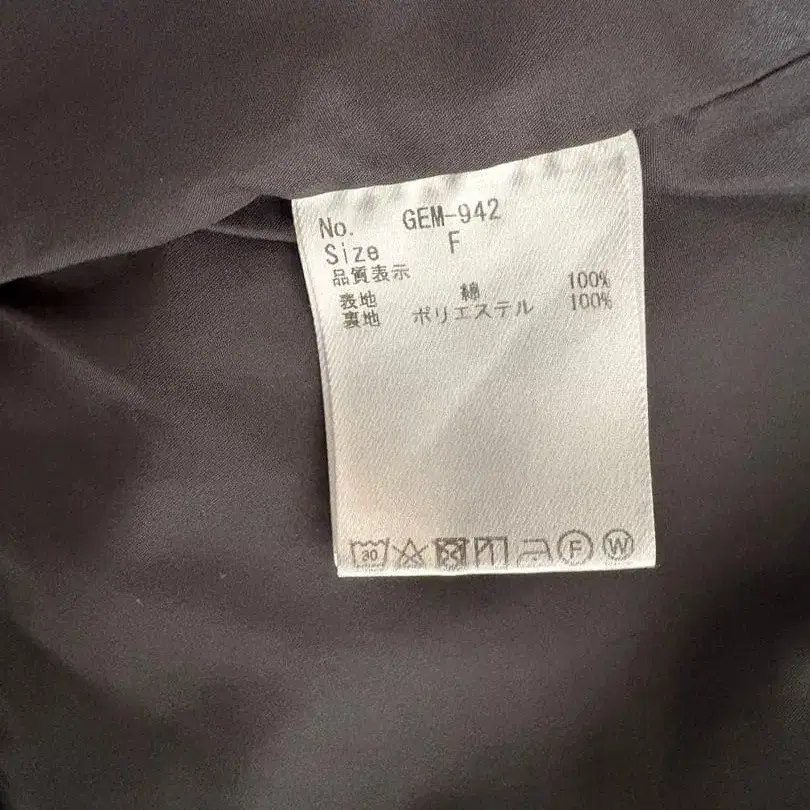 No. GEM-942
Size F
品質表示
表地 綿 100%
裏地 ポリエステル 100%
30 F W